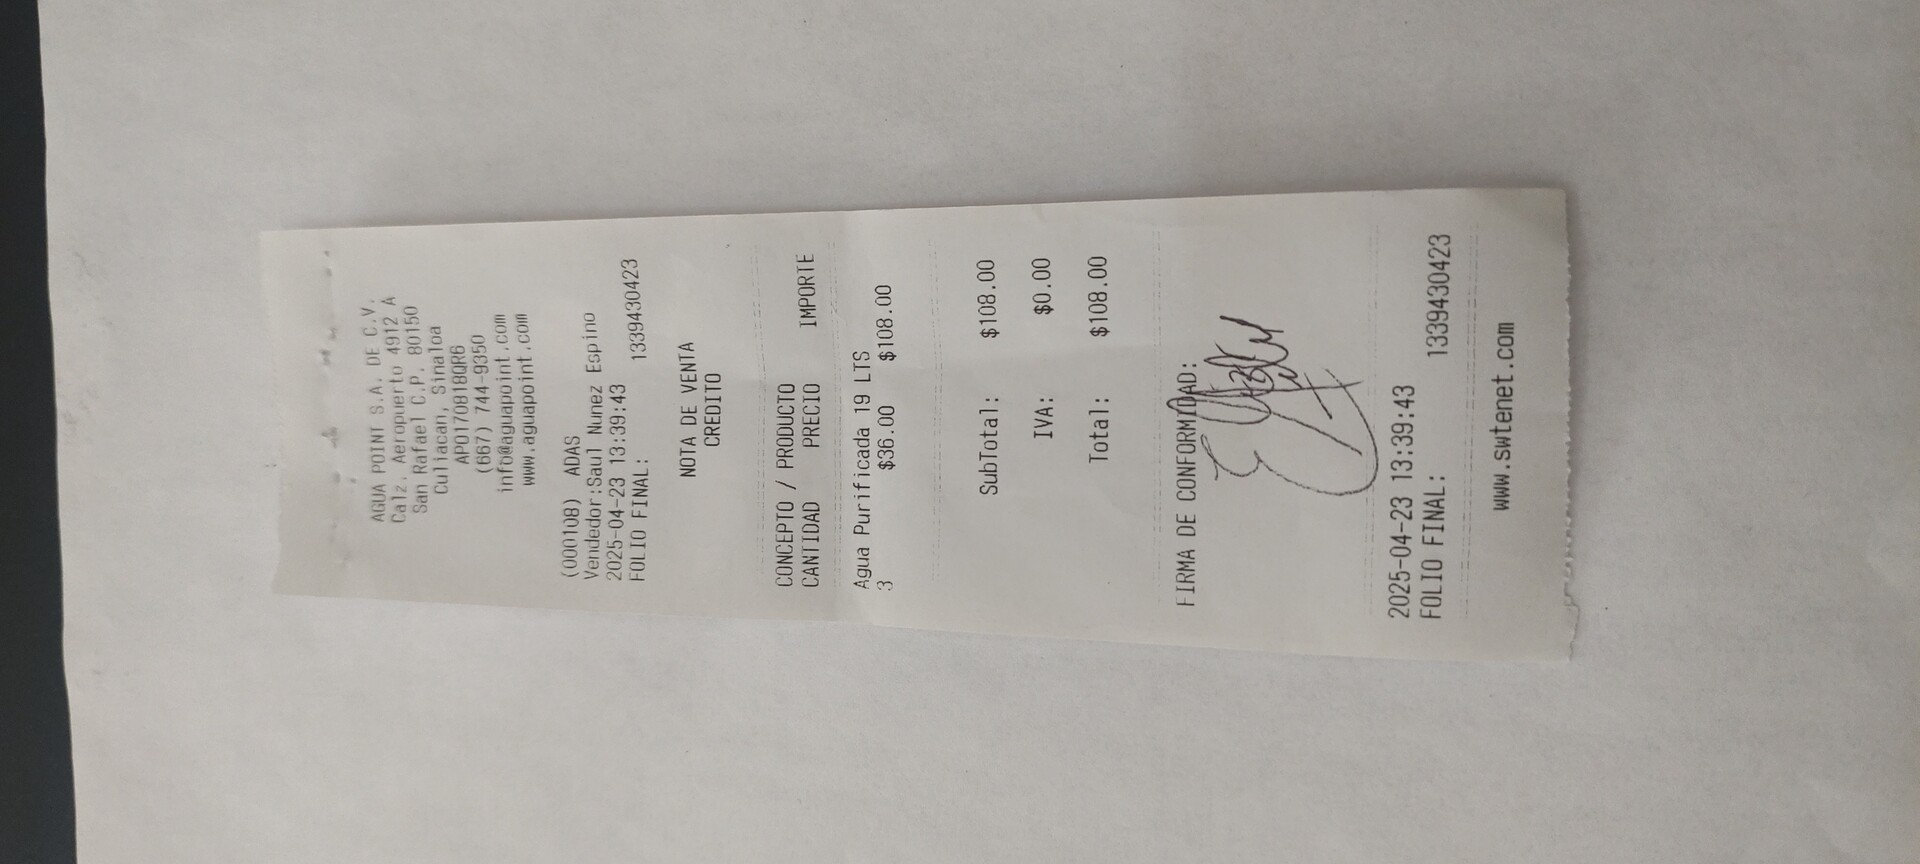 AGUA POINT S.A. DE C.V.
Calz. Aeropuerto 4912 A
San Rafael C.P. 80150
Culiacan, Sinaloa
APO170818QR6
(667) 744-9350
info@aguapoint.com
www.aguapoint.com
(000108) ADAS
Vendedor:Saul Nunez Espino
2025-04-23 13:39:43
FOLIO FINAL: 1339430423
NOTA DE VENTA
CREDITO
CONCEPTO / PRODUCTO
CANTIDAD PRECIO IMPORTE
Agua Purificada 19 LTS
3 $36.00 $108.00
SubTotal: $108.00
IVA: $0.00
Total: $108.00
FIRMA DE CONFORMIDAD:
2025-04-23 13:39:43
FOLIO FINAL: 1339430423
www.swtenet.com